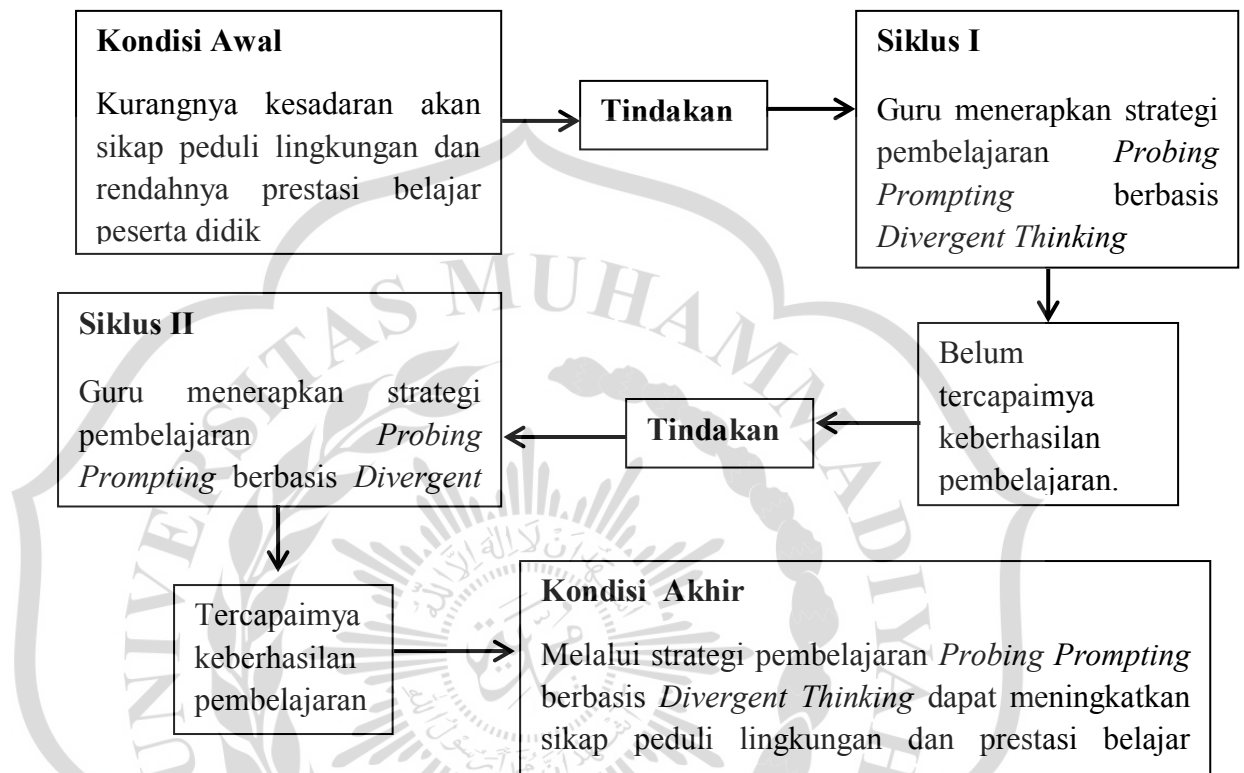 Kondisi Awal
Kurangnya kesadaran akan
sikap peduli lingkungan dan
rendahnya prestasi belajar
peserta didik
Tindakan
Siklus I
Guru menerapkan strategi
pembelajaran Probing
Prompting berbasis
Divergent Thinking
Belum
tercapaimya
keberhasilan
pembelajaran.
Tindakan
Siklus II
Guru menerapkan strategi
pembelajaran Probing
Prompting berbasis Divergent
Tercapaimya
keberhasilan
pembelajaran
Kondisi Akhir
Melalui strategi pembelajaran Probing Prompting
berbasis Divergent Thinking dapat meningkatkan
sikap peduli lingkungan dan prestasi belajar
UNIVERSITAS MUHAMMADIYAH